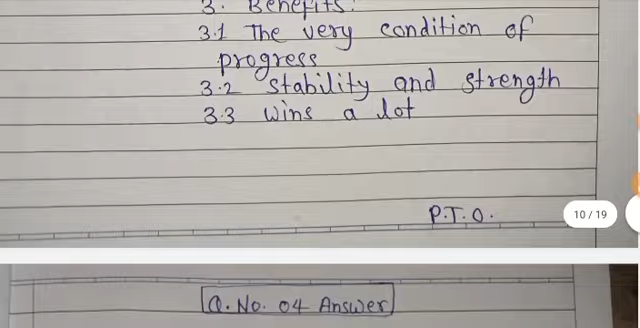 3. Benefits:
3.1 The very condition of
progress
3.2 Stability and strength
3.3 Wins a lot
P.T.O.
10 / 19
Q. No. 04 Answer